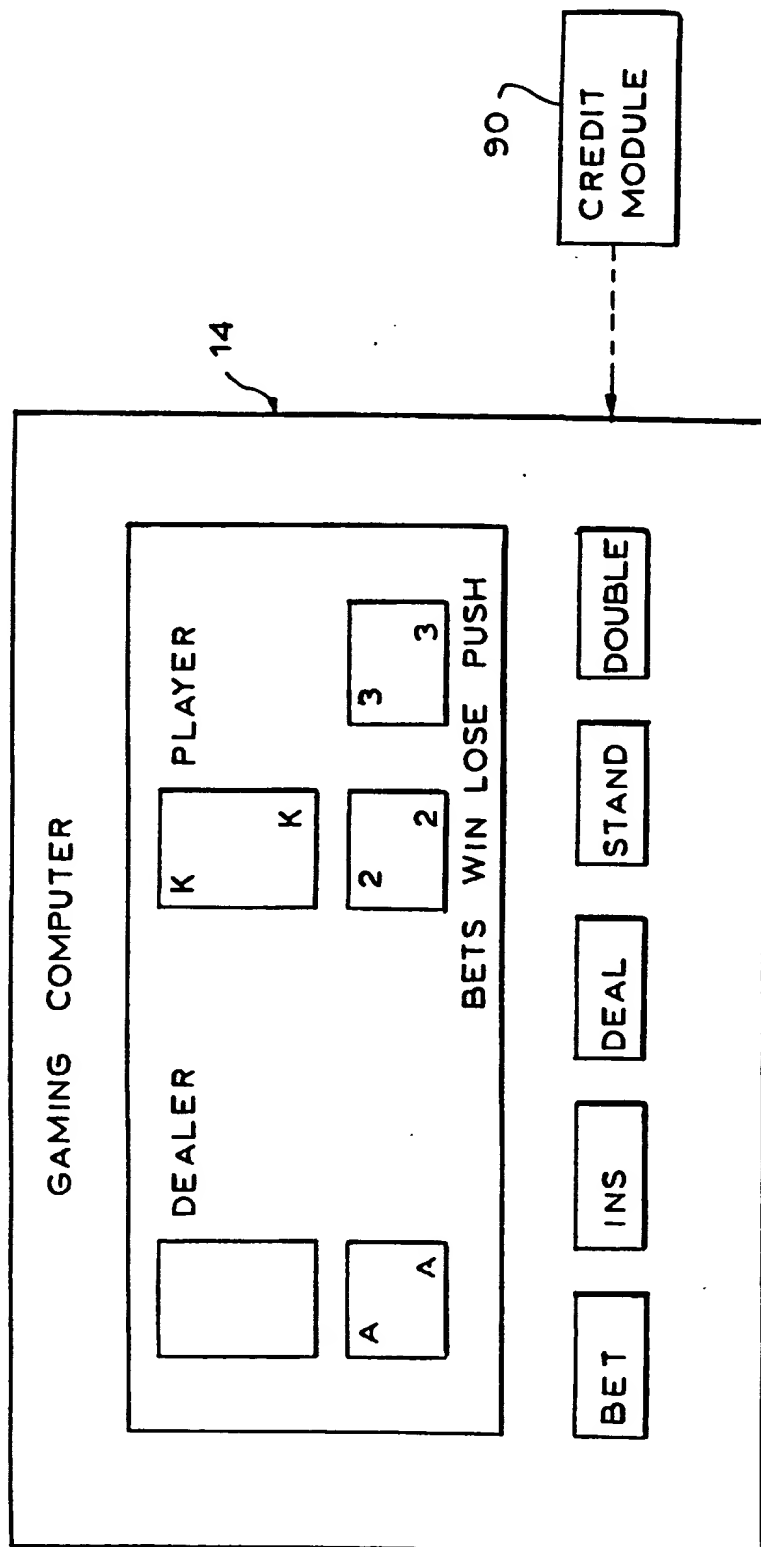 GAMING COMPUTER
14
DEALER
PLAYER
K
K
A
A
2
2
3
3
BETS WIN LOSE PUSH
BET
INS
DEAL
STAND
DOUBLE
90
CREDIT
MODULE